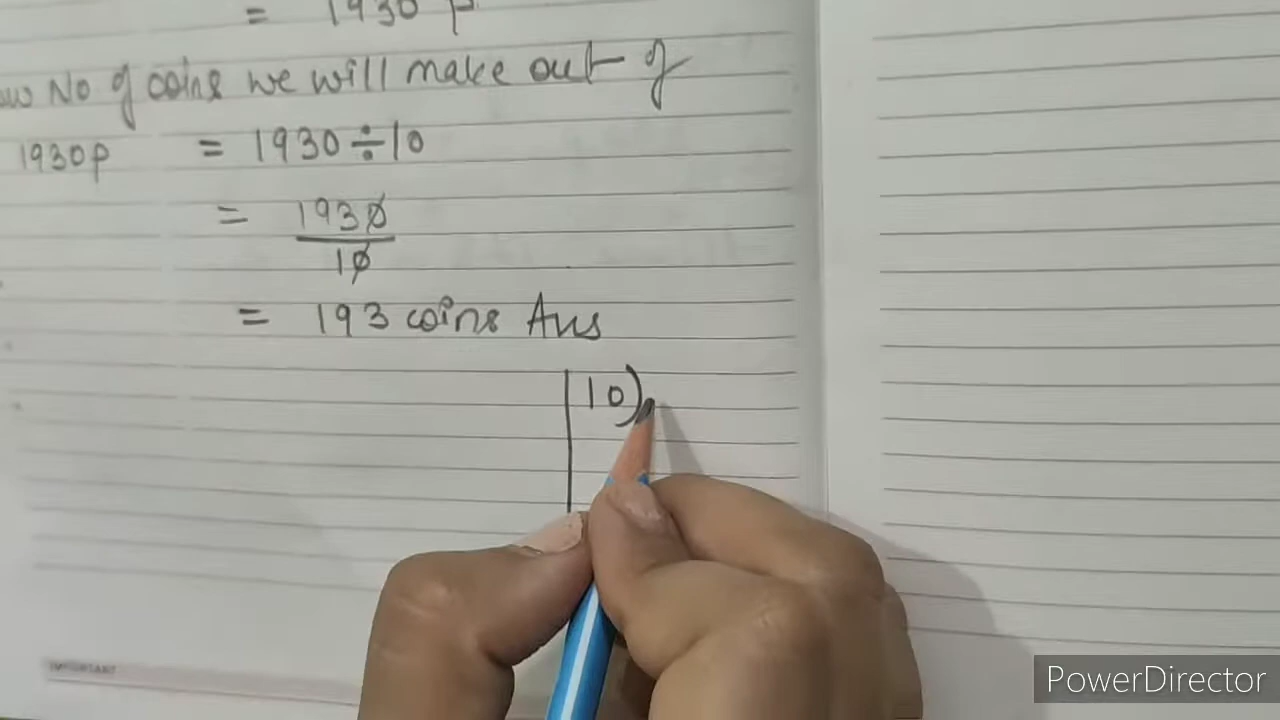 = 1930 p
No of coins we will make out of
1930p = 1930 ÷ 10
= 1930
10
= 193 coins Ans
10)
IMPORTANT
PowerDirector